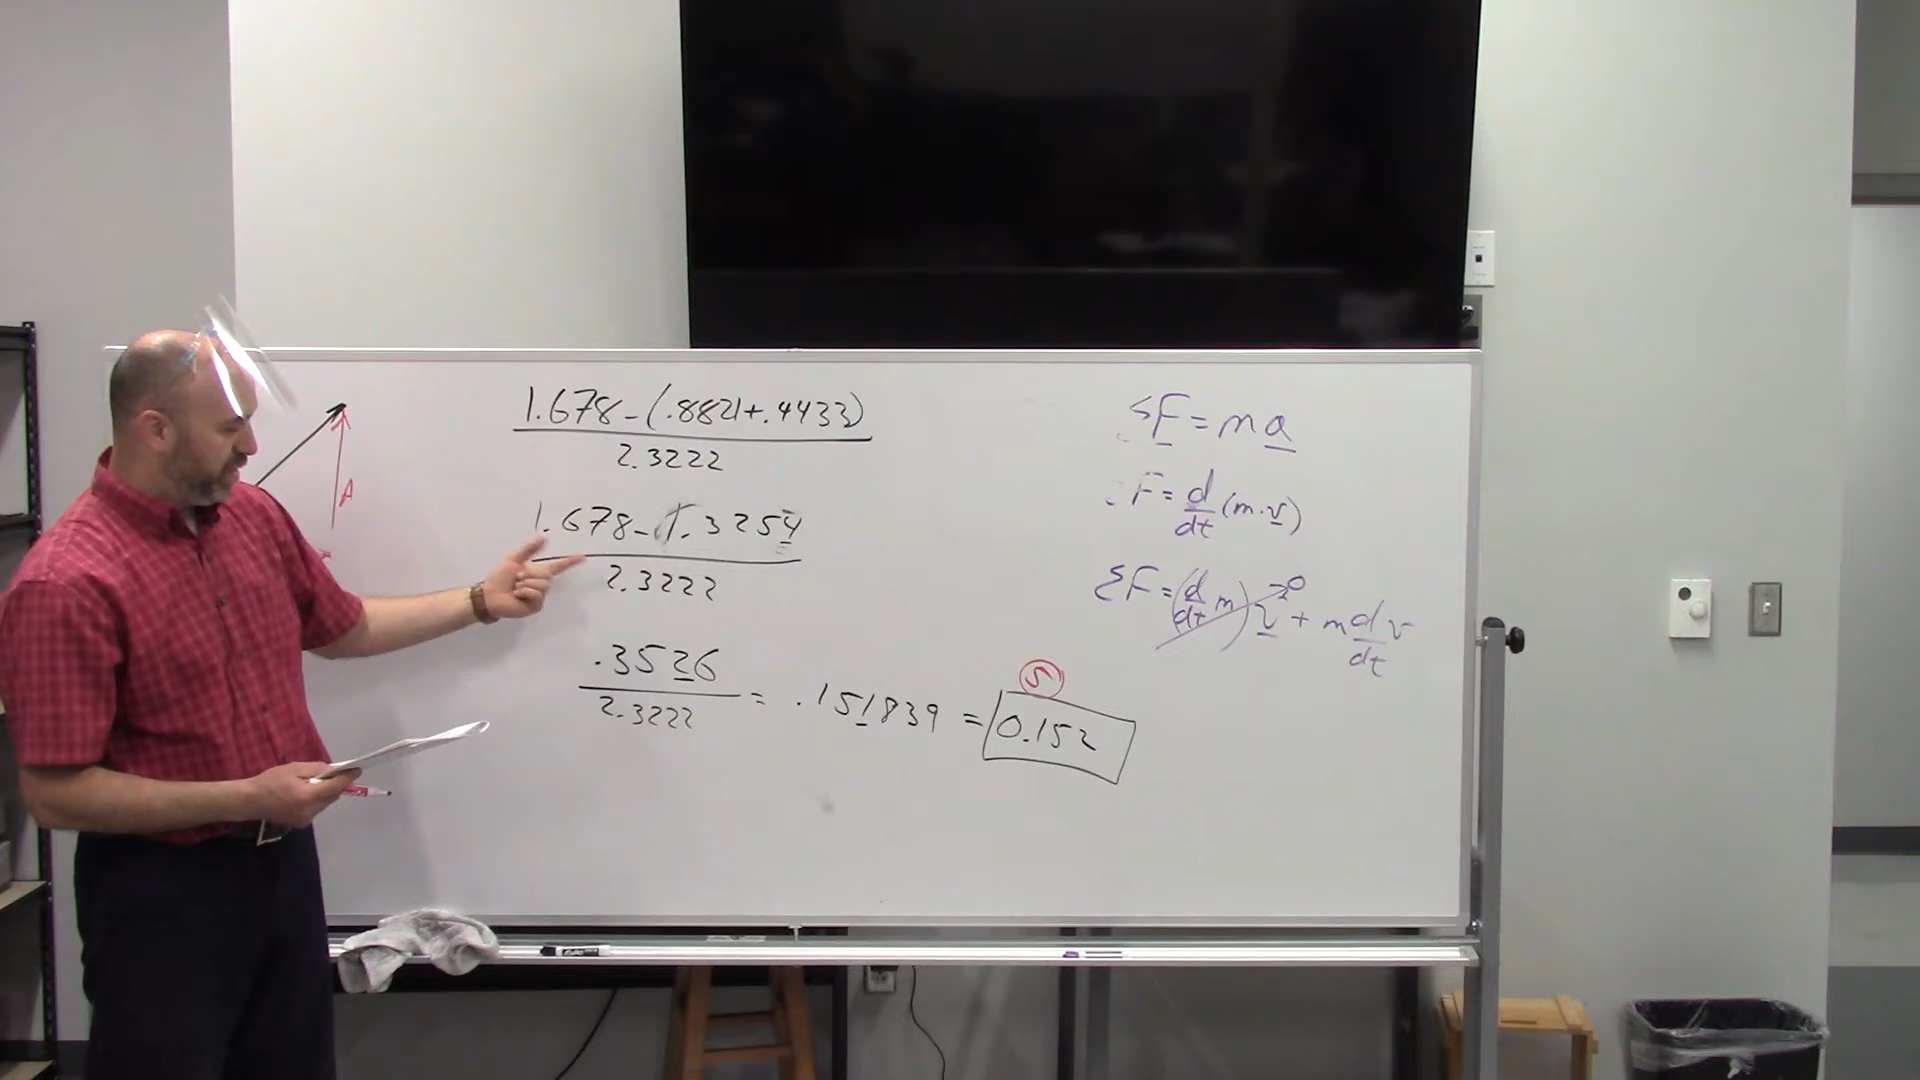 A
1.678-(.8821+.4433)
2.3222
1.678-1.3254
2.3222
.3526
2.3222
= .151839 = 0.152
5
ΣF=ma
F=d/dt(m·v)
ΣF=(d/dt m)v→0 + m dv/dt